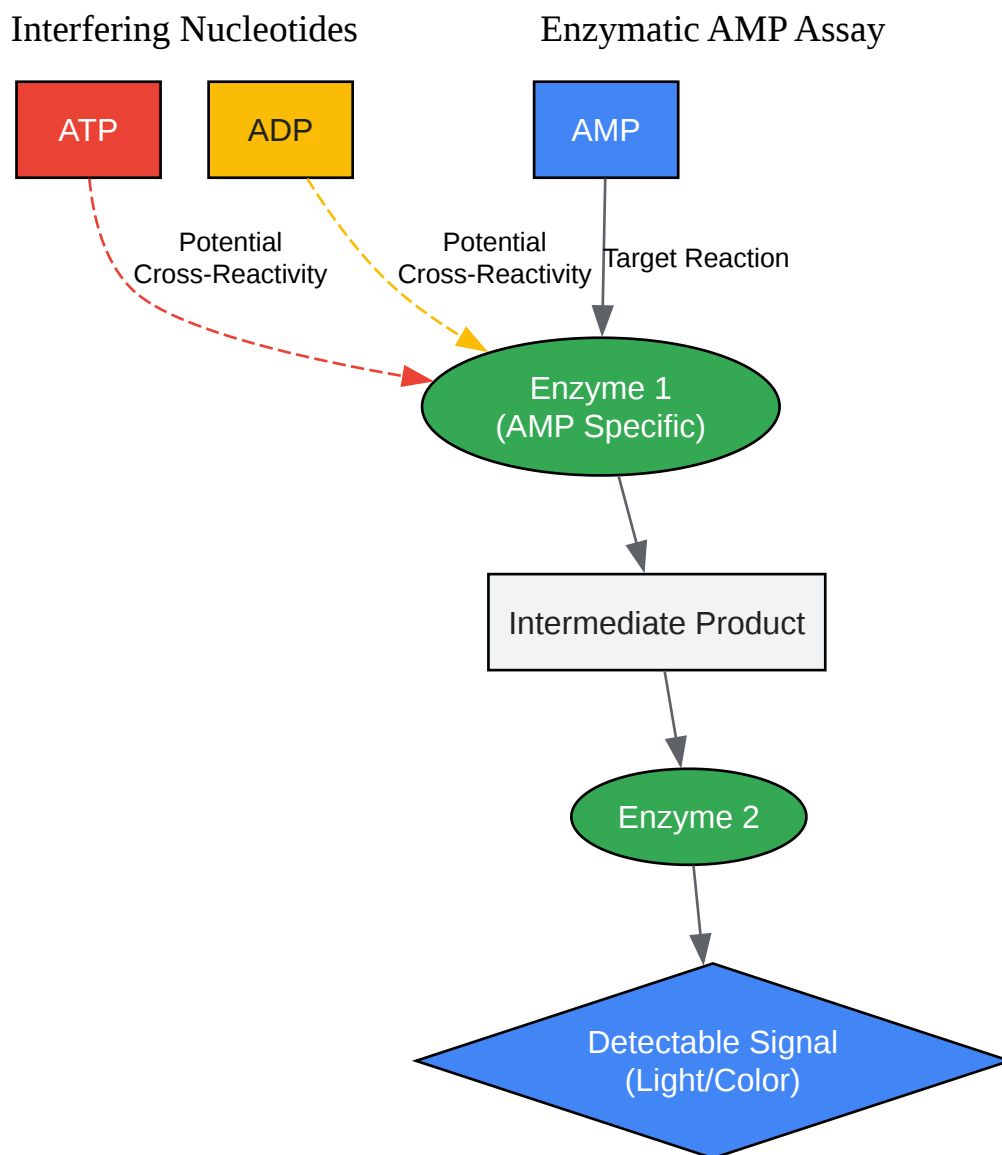 Interfering Nucleotides
Enzymatic AMP Assay
ATP
ADP
AMP
Potential
Cross-Reactivity
Potential
Cross-Reactivity
Target Reaction
Enzyme 1
(AMP Specific)
Intermediate Product
Enzyme 2
Detectable Signal
(Light/Color)